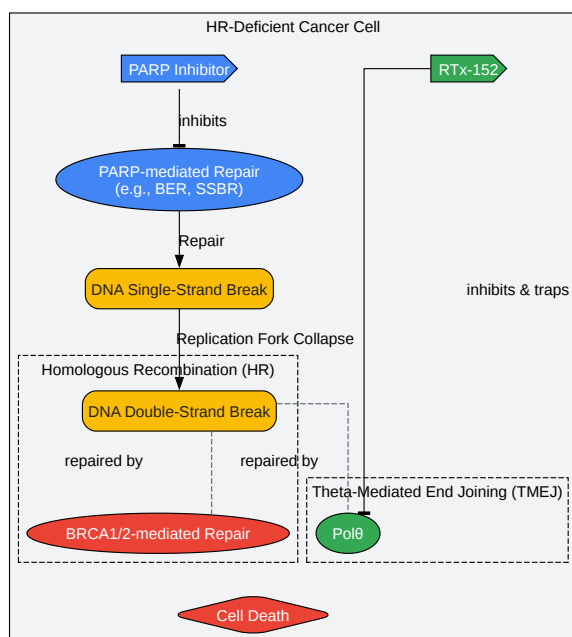 HR-Deficient Cancer Cell
PARP Inhibitor
RTx-152
inhibits
PARP-mediated Repair
(e.g., BER, SSBR)
Repair
DNA Single-Strand Break
inhibits & traps
Replication Fork Collapse
Homologous Recombination (HR)
DNA Double-Strand Break
repaired by
repaired by
Theta-Mediated End Joining (TMEJ)
BRCA1/2-mediated Repair
Polθ
Cell Death